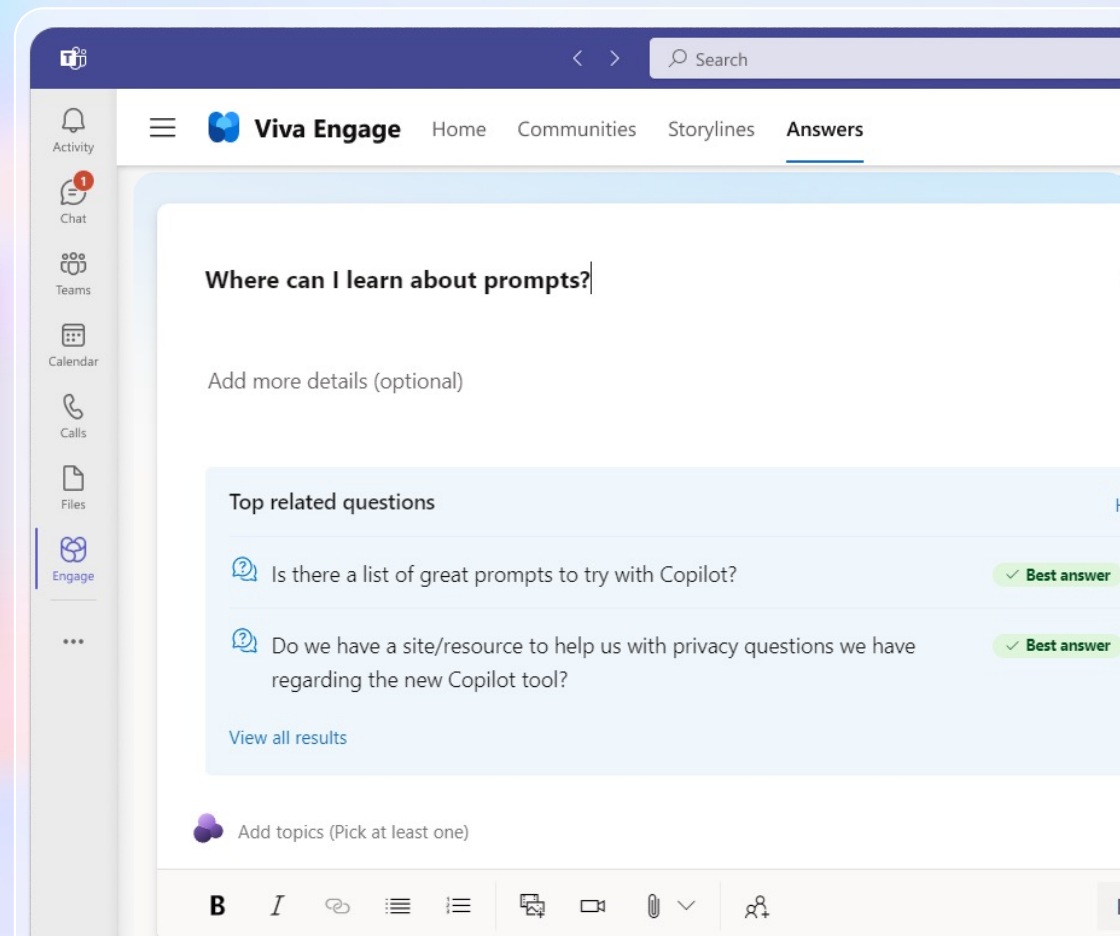 Search
Activity
1
Chat
Teams
Calendar
Calls
Files
Engage
Viva Engage Home Communities Storylines Answers
Where can I learn about prompts?
Add more details (optional)
Top related questions
Is there a list of great prompts to try with Copilot?
Best answer
Do we have a site/resource to help us with privacy questions we have
regarding the new Copilot tool?
Best answer
View all results
Add topics (Pick at least one)
B I